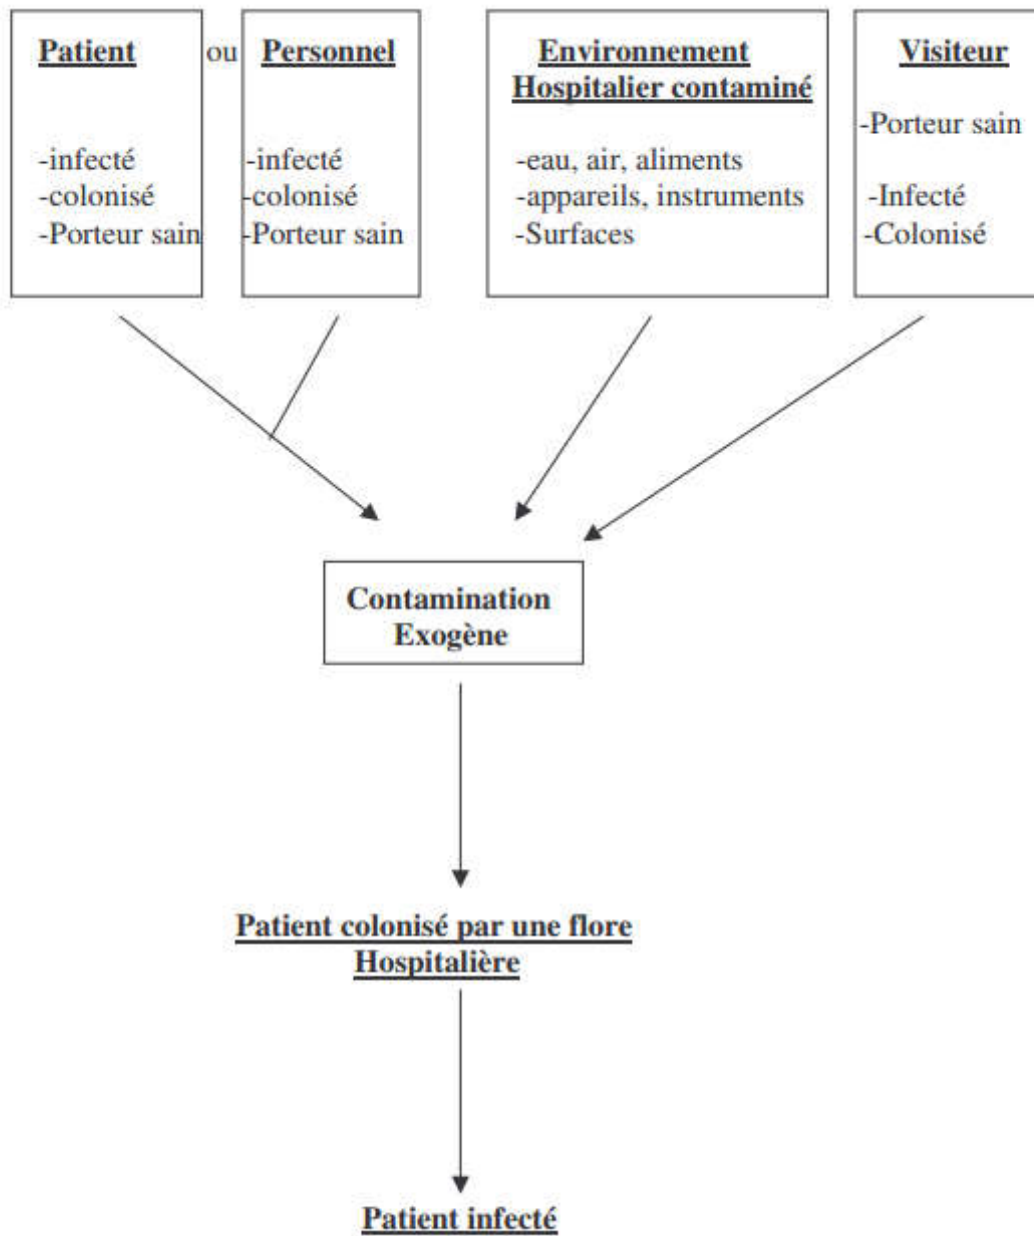 Patient
-infecté
-colonisé
-Porteur sain
ou
Personnel
-infecté
-colonisé
-Porteur sain
Environnement
Hospitalier contaminé
-eau, air, aliments
-appareils, instruments
-Surfaces
Visiteur
-Porteur sain
-Infecté
-Colonisé
Contamination
Exogène
Patient colonisé par une flore
Hospitalière
Patient infecté